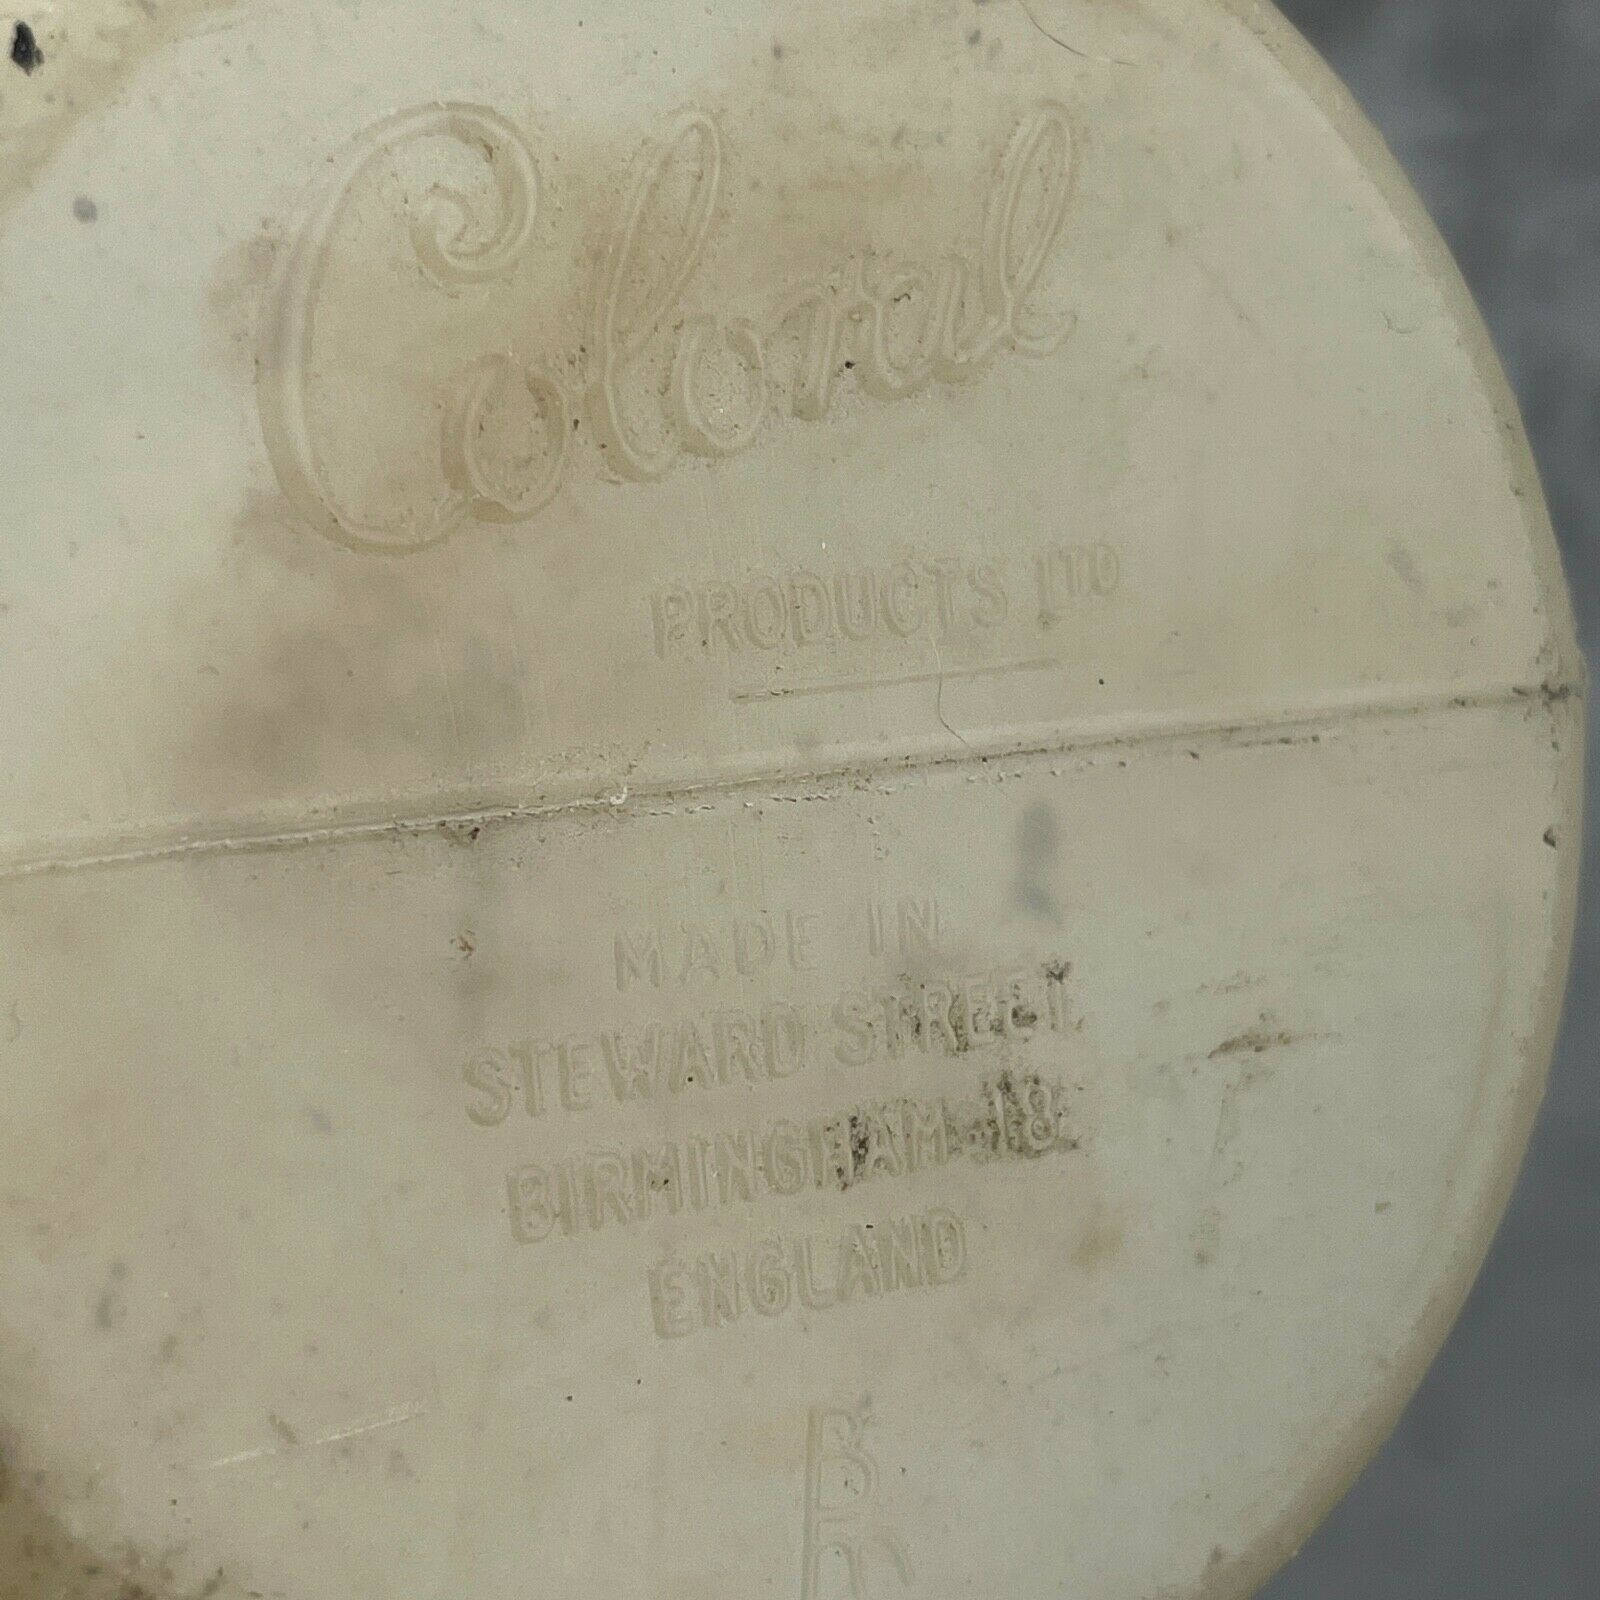 Coloral
PRODUCTS LTD
MADE IN
STEWARD STREET
BIRMINGHAM-18
ENGLAND
B